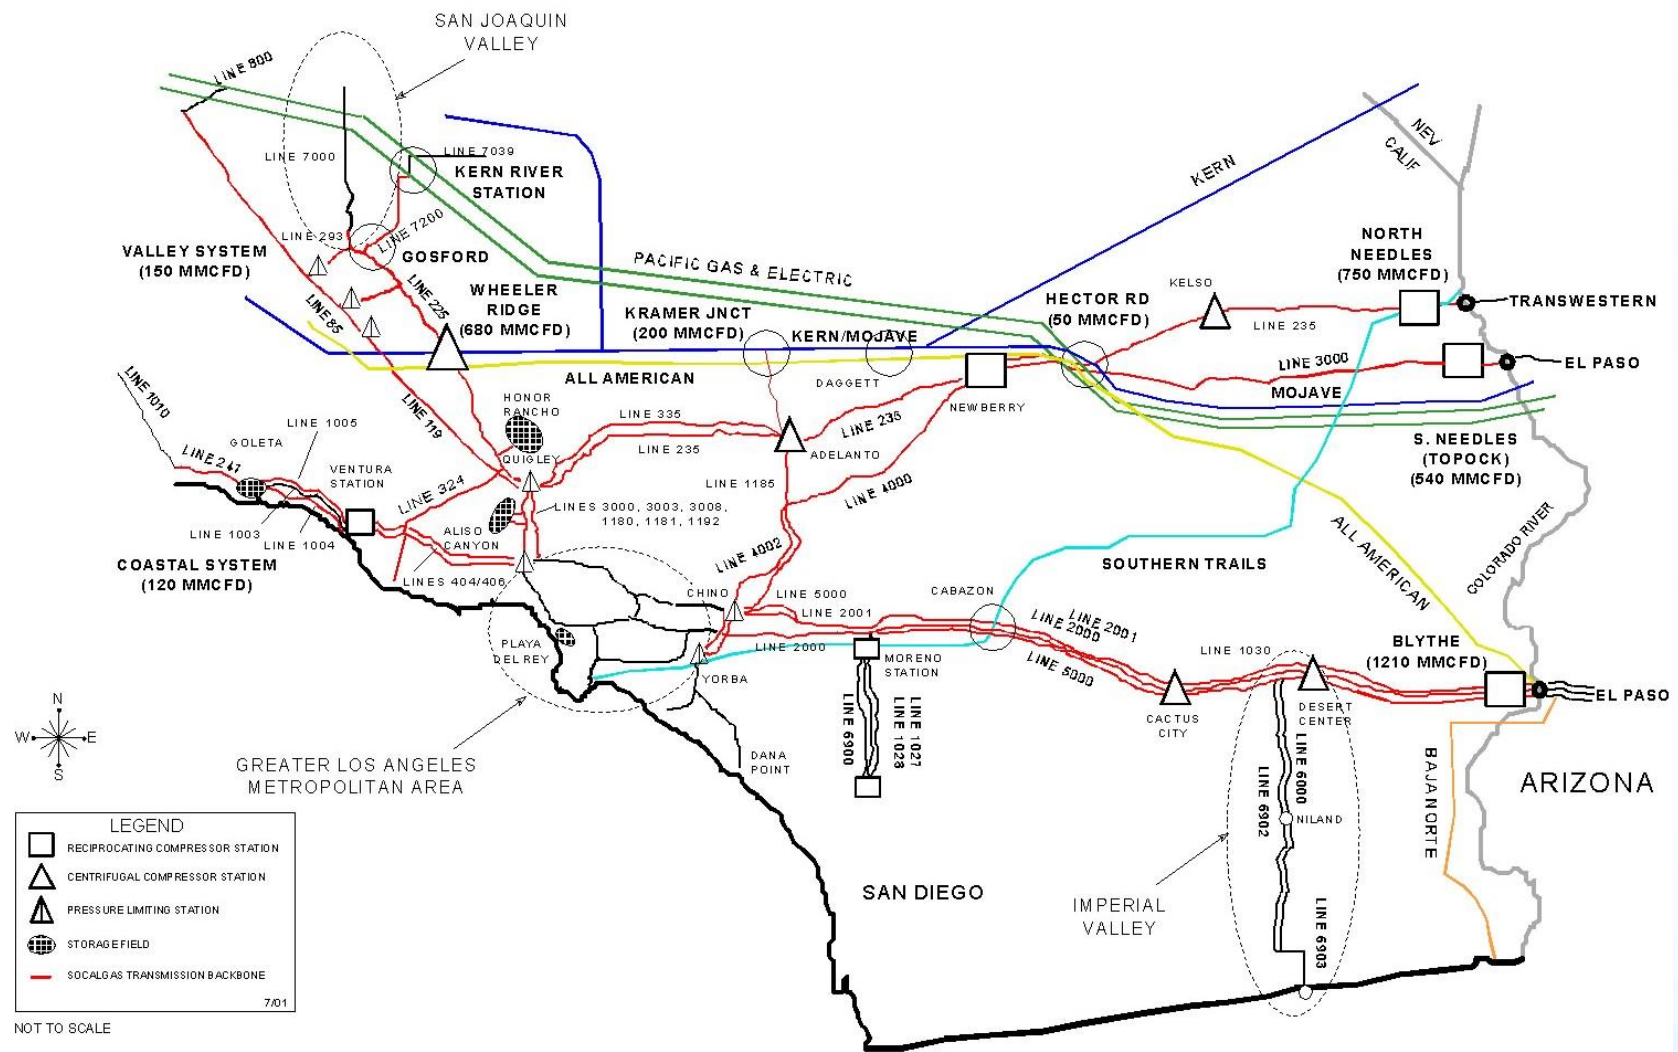 SAN JOAQUIN
VALLEY
LINE 800
LINE 7000
LINE 7039
KERN RIVER
STATION
LINE 293
LINE 7200
GOSFORD
VALLEY SYSTEM
(150 MMCFD)
WHEELER
RIDGE
(680 MMCFD)
LINE 225
LINE 85
PACIFIC GAS & ELECTRIC
KERN
NEV
CALIF
KRAMER JNCT
(200 MMCFD)
KERN/MOJAVE
HECTOR RD
(50 MMCFD)
KELSO
NORTH
NEEDLES
(750 MMCFD)
TRANSWESTERN
LINE 235
LINE 3000
EL PASO
MOJAVE
ALL AMERICAN
DAGGETT
NEWBERRY
S. NEEDLES
(TOPOCK)
(540 MMCFD)
LINE 1010
LINE 119
HONOR
RANCHO
LINE 335
LINE 235
LINE 235
ADELANTO
LINE 1005
GOLETA
LINE 247
VENTURA
STATION
QUIGLEY
LINE 324
LINE 1185
LINE 4000
LINES 3000, 3003, 3008,
1180, 1181, 1192
LINE 1003
LINE 1004
ALISO
CANYON
LINE 4002
COASTAL SYSTEM
(120 MMCFD)
LINES 404/406
ALL AMERICAN
COLORADO RIVER
SOUTHERN TRAILS
CHINO
LINE 5000
LINE 2001
CABAZON
LINE 2001
LINE 2000
LINE 5000
LINE 2000
PLAYA
DEL REY
YORBA
MORENO
STATION
LINE 1030
BLYTHE
(1210 MMCFD)
EL PASO
CACTUS
CITY
DESERT
CENTER
LINE 6900
LINE 1028
LINE 1027
DANA
POINT
N
W
E
S
GREATER LOS ANGELES
METROPOLITAN AREA
LINE 6902
LINE 6000
NILAND
BAJANORTE
ARIZONA
SAN DIEGO
IMPERIAL
VALLEY
LINE 6903
LEGEND
RECIPROCATING COMPRESSOR STATION
CENTRIFUGAL COMPRESSOR STATION
PRESSURE LIMITING STATION
STORAGE FIELD
SOCALGAS TRANSMISSION BACKBONE
7/01
NOT TO SCALE